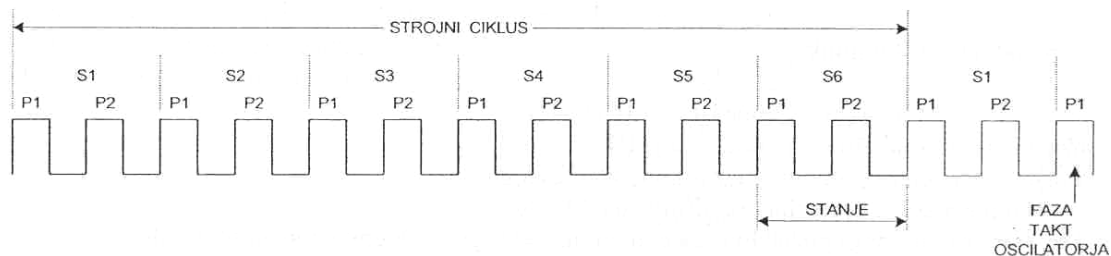 STROJNI CIKLUS
S1 S2 S3 S4 S5 S6 S1
P1 P2 P1 P2 P1 P2 P1 P2 P1 P2 P1 P2 P1 P2 P1
STANJE
FAZA
TAKT
OSCILATORJA